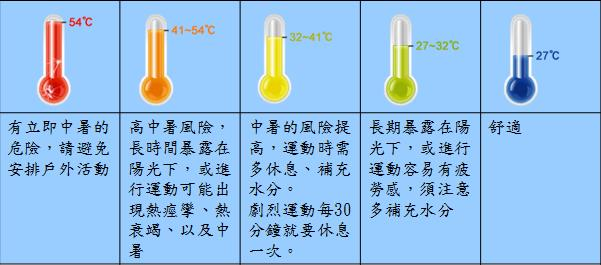 54℃
41~54℃
32~41℃
27~32℃
27℃
有立即中暑的
危險，請避免
安排戶外活動
高中暑風險，
長時間暴露在
陽光下，或進
行運動可能出
現熱痙攣、熱
衰竭、以及中
暑
中暑的風險提
高，運動時需
多休息、補充
水分。
劇烈運動每30
分鐘就要休息
一次。
長期暴露在陽
光下，或進行
運動容易有疲
勞感，須注意
多補充水分
舒適